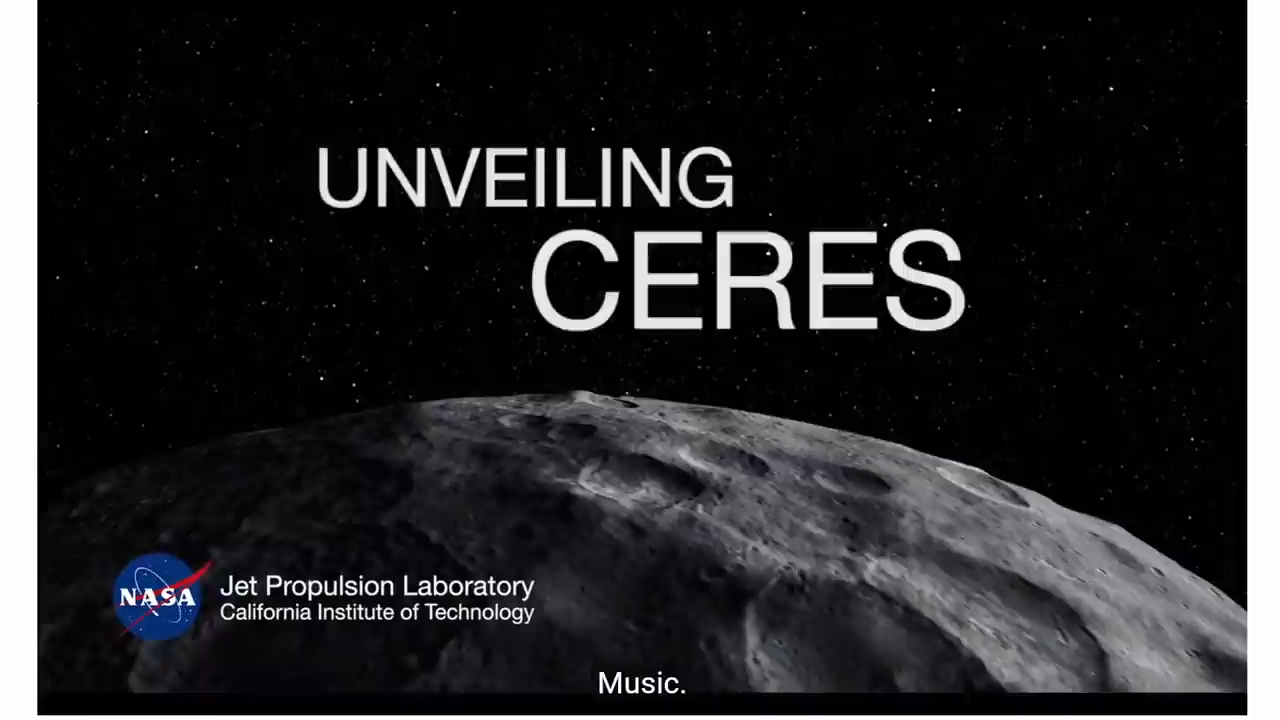 UNVEILING
CERES
NASA
Jet Propulsion Laboratory
California Institute of Technology
Music.